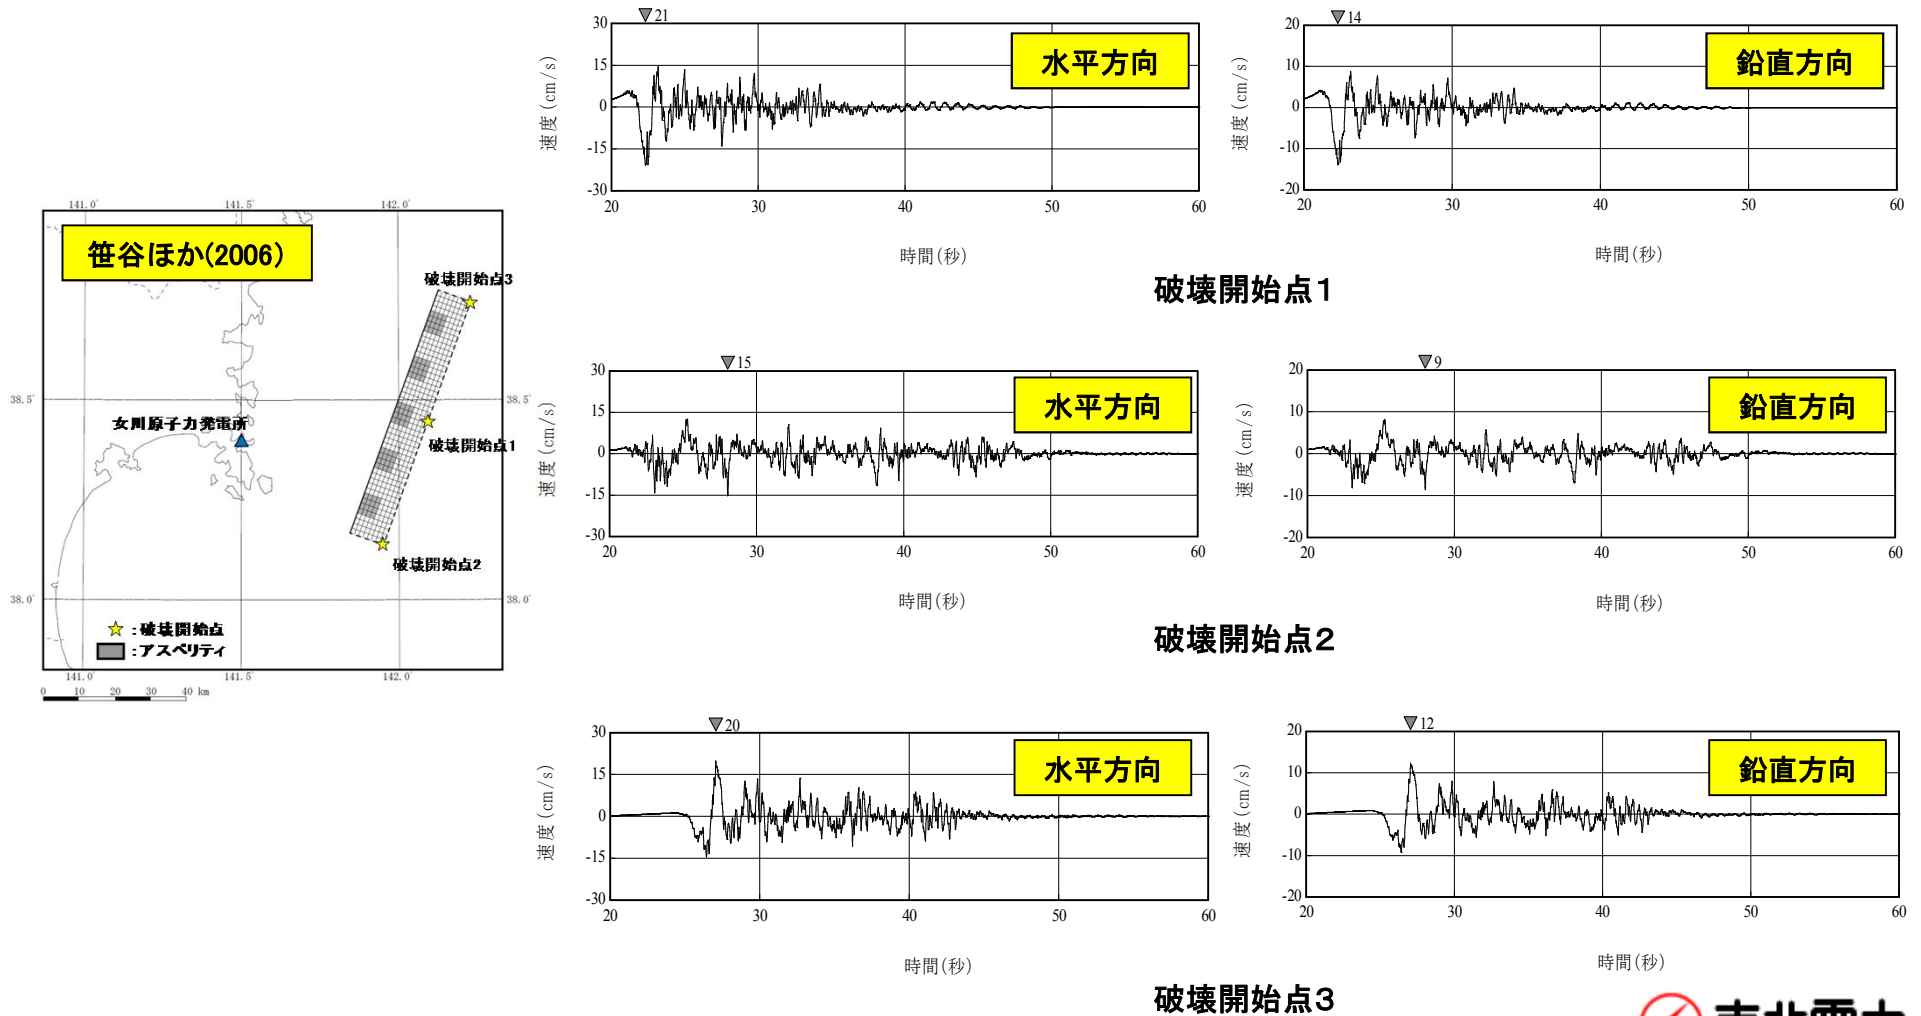 笹谷ほか(2006)
141.0°
141.5°
142.0°
破壊開始点3
38.5°
38.5°
女川原子力発電所
破壊開始点1
破壊開始点2
38.0°
38.0°
☆:破壊開始点
:アスペリティ
141.0°
141.5°
142.0°
0 10 20 30 40 km
▼21
水平方向
速度(cm/s)
30
15
0
-15
-30
20 30 40 50 60
時間(秒)
▼14
鉛直方向
速度(cm/s)
20
10
0
-10
-20
20 30 40 50 60
時間(秒)
破壊開始点1
▼15
水平方向
速度(cm/s)
30
15
0
-15
-30
20 30 40 50 60
時間(秒)
▼9
鉛直方向
速度(cm/s)
20
10
0
-10
-20
20 30 40 50 60
時間(秒)
破壊開始点2
▼20
水平方向
速度(cm/s)
30
15
0
-15
-30
20 30 40 50 60
時間(秒)
▼12
鉛直方向
速度(cm/s)
20
10
0
-10
-20
20 30 40 50 60
時間(秒)
破壊開始点3
東北電力